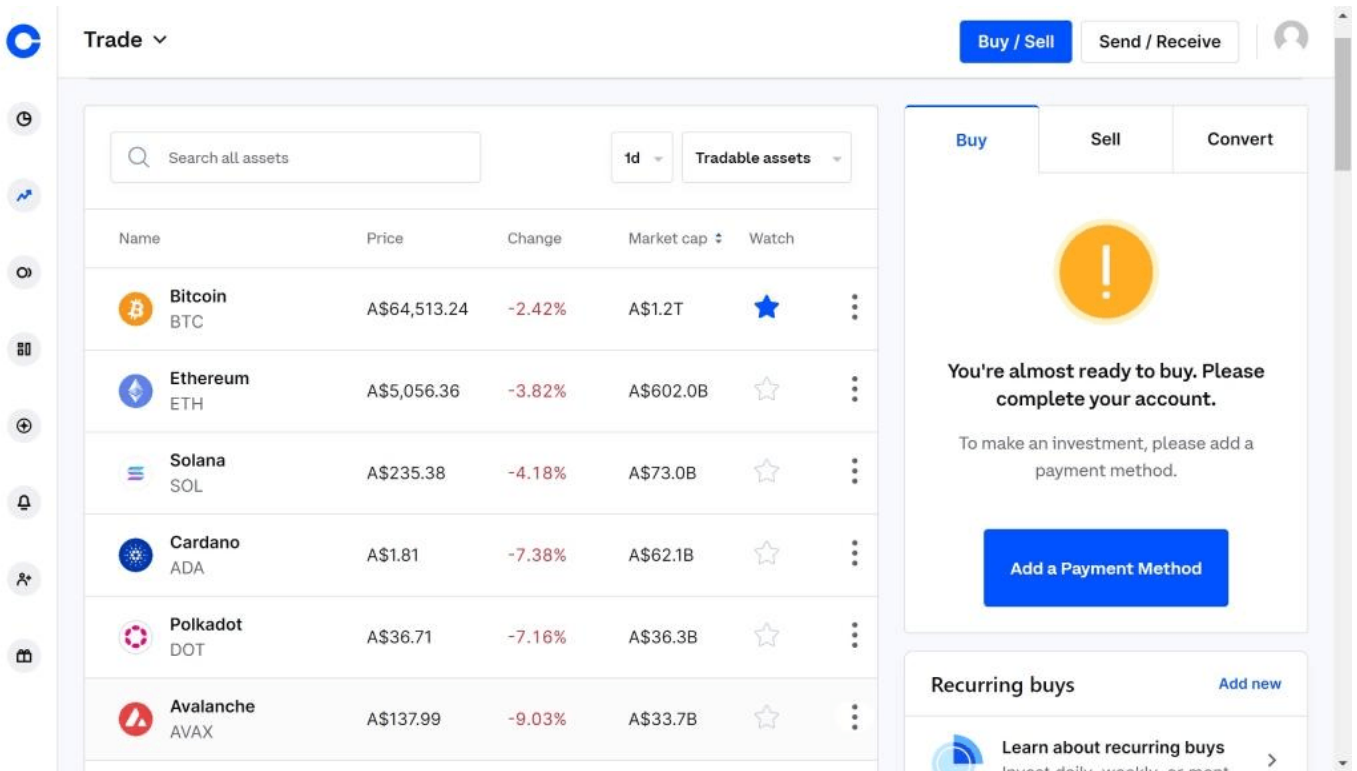 Trade
Buy / Sell
Send / Receive
Search all assets
1d
Tradable assets
Name Price Change Market cap Watch
Bitcoin
BTC
A$64,513.24 -2.42% A$1.2T
Ethereum
ETH
A$5,056.36 -3.82% A$602.0B
Solana
SOL
A$235.38 -4.18% A$73.0B
Cardano
ADA
A$1.81 -7.38% A$62.1B
Polkadot
DOT
A$36.71 -7.16% A$36.3B
Avalanche
AVAX
A$137.99 -9.03% A$33.7B
Buy Sell Convert
You're almost ready to buy. Please
complete your account.
To make an investment, please add a
payment method.
Add a Payment Method
Recurring buys
Add new
Learn about recurring buys
Invest daily, weekly, or mont